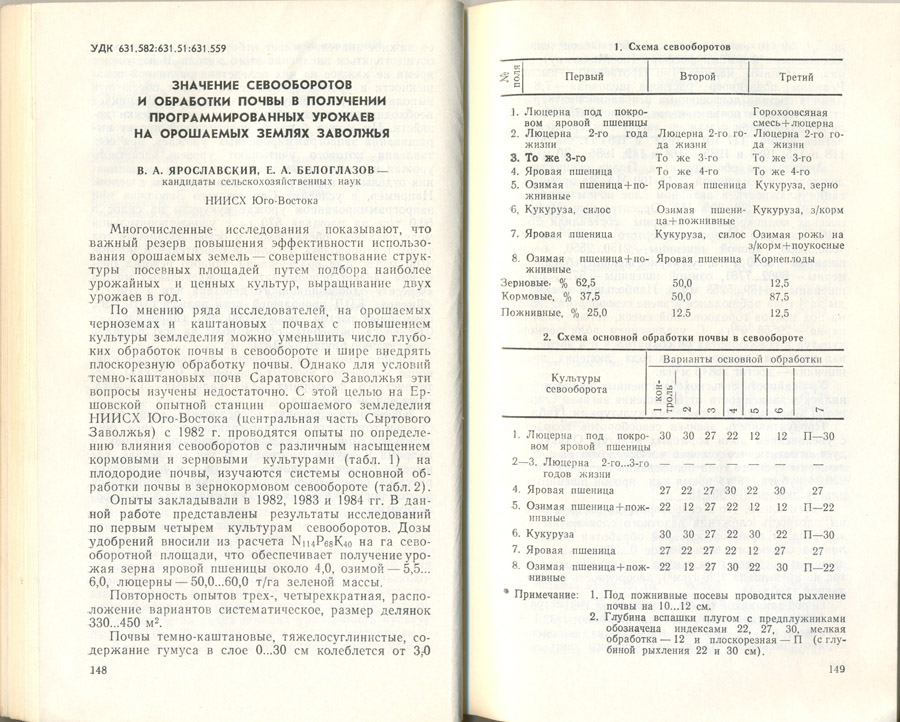 УДК 631.582:631.51:631.559
ЗНАЧЕНИЕ СЕВООБОРОТОВ
И ОБРАБОТКИ ПОЧВЫ В ПОЛУЧЕНИИ
ПРОГРАММИРОВАННЫХ УРОЖАЕВ
НА ОРОШАЕМЫХ ЗЕМЛЯХ ЗАВОЛЖЬЯ
В. А. ЯРОСЛАВСКИЙ, Е. А. БЕЛОГЛАЗОВ —
кандидаты сельскохозяйственных наук
НИИСХ Юго-Востока
Многочисленные исследования показывают, что
важный резерв повышения эффективности использо-
вания орошаемых земель — совершенствование струк-
туры посевных площадей путем подбора наиболее
урожайных и ценных культур, выращивание двух
урожаев в год.
По мнению ряда исследователей, на орошаемых
черноземах и каштановых почвах с повышением
культуры земледелия можно уменьшить число глубо-
ких обработок почвы в севообороте и шире внедрять
плоскорезную обработку почвы. Однако для условий
темно-каштановых почв Саратовского Заволжья эти
вопросы изучены недостаточно. С этой целью на Ер-
шовской опытной станции орошаемого земледелия
НИИСХ Юго-Востока (центральная часть Сыртового
Заволжья) с 1982 г. проводятся опыты по определе-
нию влияния севооборотов с различным насыщением
кормовыми и зерновыми культурами (табл. 1) на
плодородие почвы, изучаются системы основной об-
работки почвы в зернокормовом севообороте (табл. 2).
Опыты закладывали в 1982, 1983 и 1984 гг. В дан-
ной работе представлены результаты исследований
по первым четырем культурам севооборотов. Дозы
удобрений вносили из расчета N114P68K40 на га сево-
оборотной площади, что обеспечивает получение уро-
жая зерна яровой пшеницы около 4,0, озимой — 5,5...
6,0, люцерны — 50,0...60,0 т/га зеленой массы.
Повторность опытов трех-, четырехкратная, распо-
ложение вариантов систематическое, размер делянок
330...450 м².
Почвы темно-каштановые, тяжелосуглинистые, со-
держание гумуса в слое 0...30 см колеблется от 3,0
148
1. Схема севооборотов
№ поля Первый Второй Третий
1. Люцерна под покро- Горохоовсяная
вом яровой пшеницы смесь+люцерна
2. Люцерна 2-го года Люцерна 2-го го- Люцерна 2-го го-
жизни да жизни да жизни
3. То же 3-го То же 3-го То же 3-го
4. Яровая пшеница То же 4-го То же 4-го
5. Озимая пшеница+по- Яровая пшеница Кукуруза, зерно
жнивные
6. Кукуруза, силос Озимая пшени- Кукуруза, з/корм
ца+пожнивные
7. Яровая пшеница Кукуруза, силос Озимая рожь на
з/корм+поукосные
8. Озимая пшеница+по- Яровая пшеница Корнеплоды
жнивные
Зерновые, % 62,5 50,0 12,5
Кормовые, % 37,5 50,0 87,5
Пожнивные, % 25,0 12.5 12,5
2. Схема основной обработки почвы в севообороте
Культуры севооборота Варианты основной обработки
1 кон-троль 2 3 4 5 6 7
1. Люцерна под покро- 30 30 27 22 12 12 П—30
вом яровой пшеницы
2—3. Люцерна 2-го...3-го — — — — — — —
годов жизни
4. Яровая пшеница 27 22 27 30 22 30 27
5. Озимая пшеница+пож- 22 12 27 22 12 12 П—22
нивные
6. Кукуруза 30 30 27 22 30 22 П—30
7. Яровая пшеница 27 22 27 22 12 27 27
8. Озимая пшеница+пож- 22 12 27 30 22 30 П—22
нивные
* Примечание: 1. Под пожнивные посевы проводится рыхление
почвы на 10...12 см.
2. Глубина вспашки плугом с предплужниками
обозначена индексами 22, 27, 30, мелкая
обработка — 12 и плоскорезная — П (с глу-
биной рыхления 22 и 30 см).
149